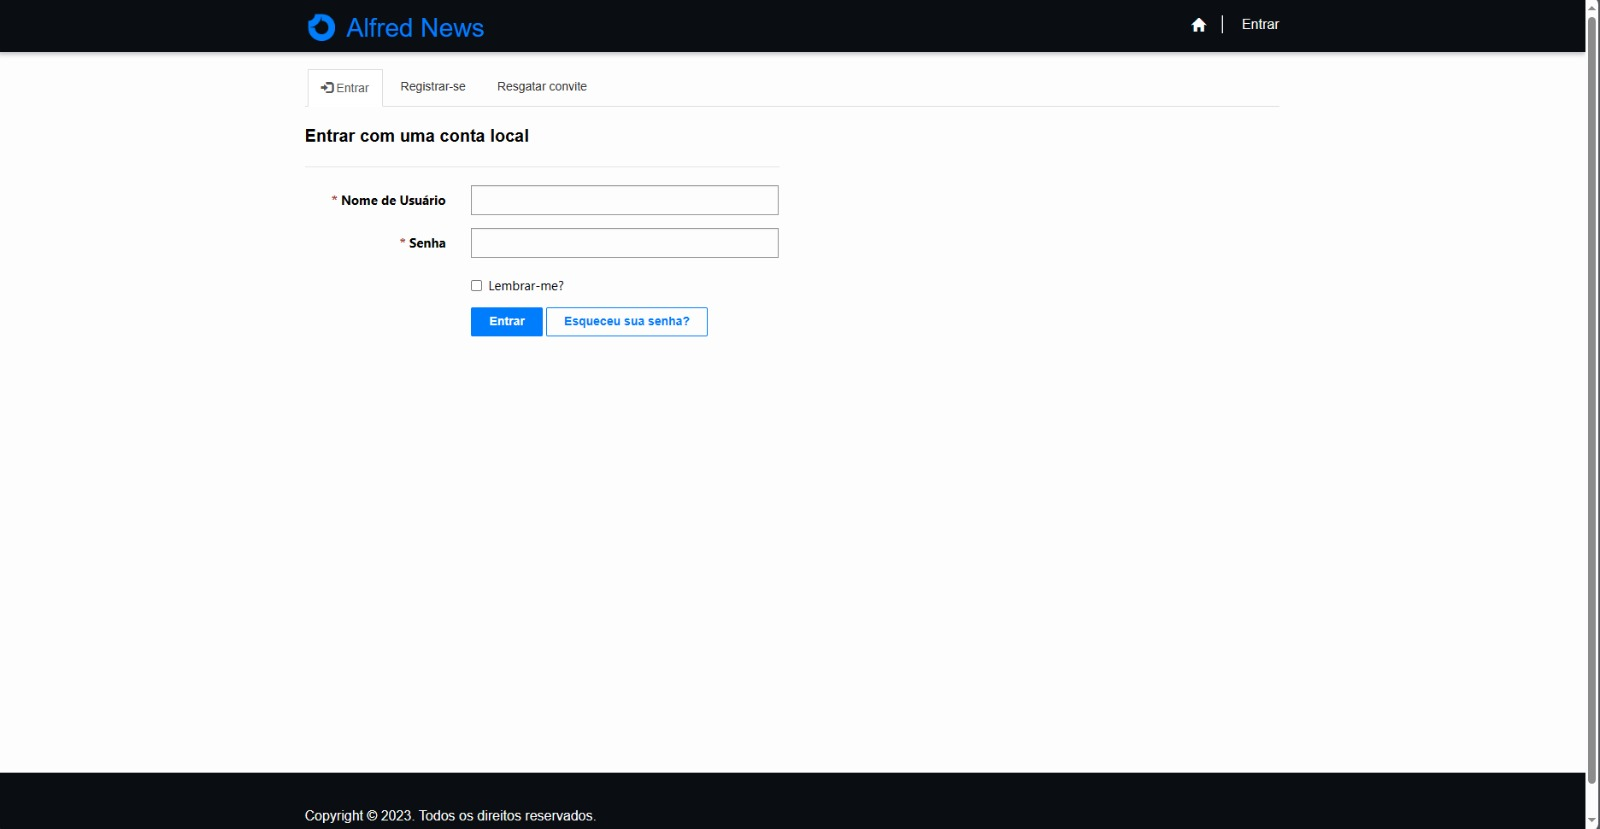 Alfred News
Entrar
Entrar
Registrar-se
Resgatar convite
Entrar com uma conta local
* Nome de Usuário
* Senha
Lembrar-me?
Entrar
Esqueceu sua senha?
Copyright © 2023. Todos os direitos reservados.